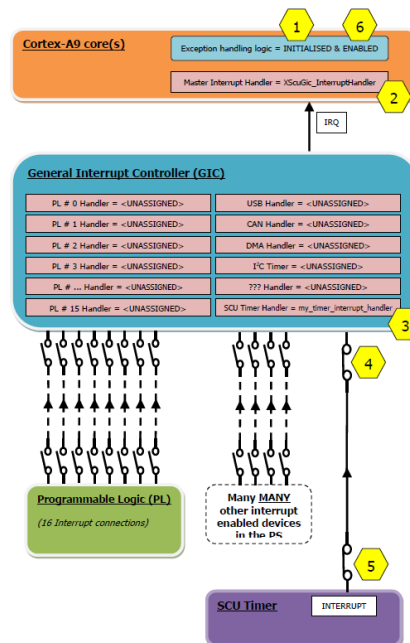 1
6
Cortex-A9 core(s)
Exception handling logic = INITIALISED & ENABLED
Master Interrupt Handler = XScuGic_InterruptHandler
2
IRQ
General Interrupt Controller (GIC)
PL # 0 Handler = <UNASSIGNED>
USB Handler = <UNASSIGNED>
PL # 1 Handler = <UNASSIGNED>
CAN Handler = <UNASSIGNED>
PL # 2 Handler = <UNASSIGNED>
DMA Handler = <UNASSIGNED>
PL # 3 Handler = <UNASSIGNED>
I²C Timer = <UNASSIGNED>
PL # ... Handler = <UNASSIGNED>
??? Handler = <UNASSIGNED>
PL # 15 Handler = <UNASSIGNED>
SCU Timer Handler = my_timer_interrupt_handler
3
4
Programmable Logic (PL)
(16 Interrupt connections)
Many MANY
other interrupt
enabled devices
in the PS
5
SCU Timer
INTERRUPT